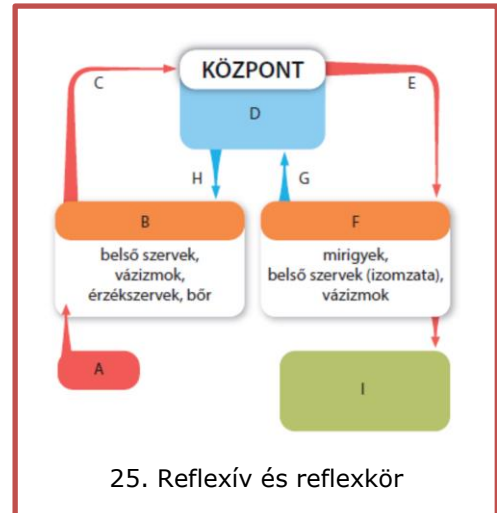 KÖZPONT
C
E
D
H
G
B
F
belső szervek,
vázizmok,
érzékszervek, bőr
mirigyek,
belső szervek (izomzata),
vázizmok
A
I
25. Reflexív és reflexkör